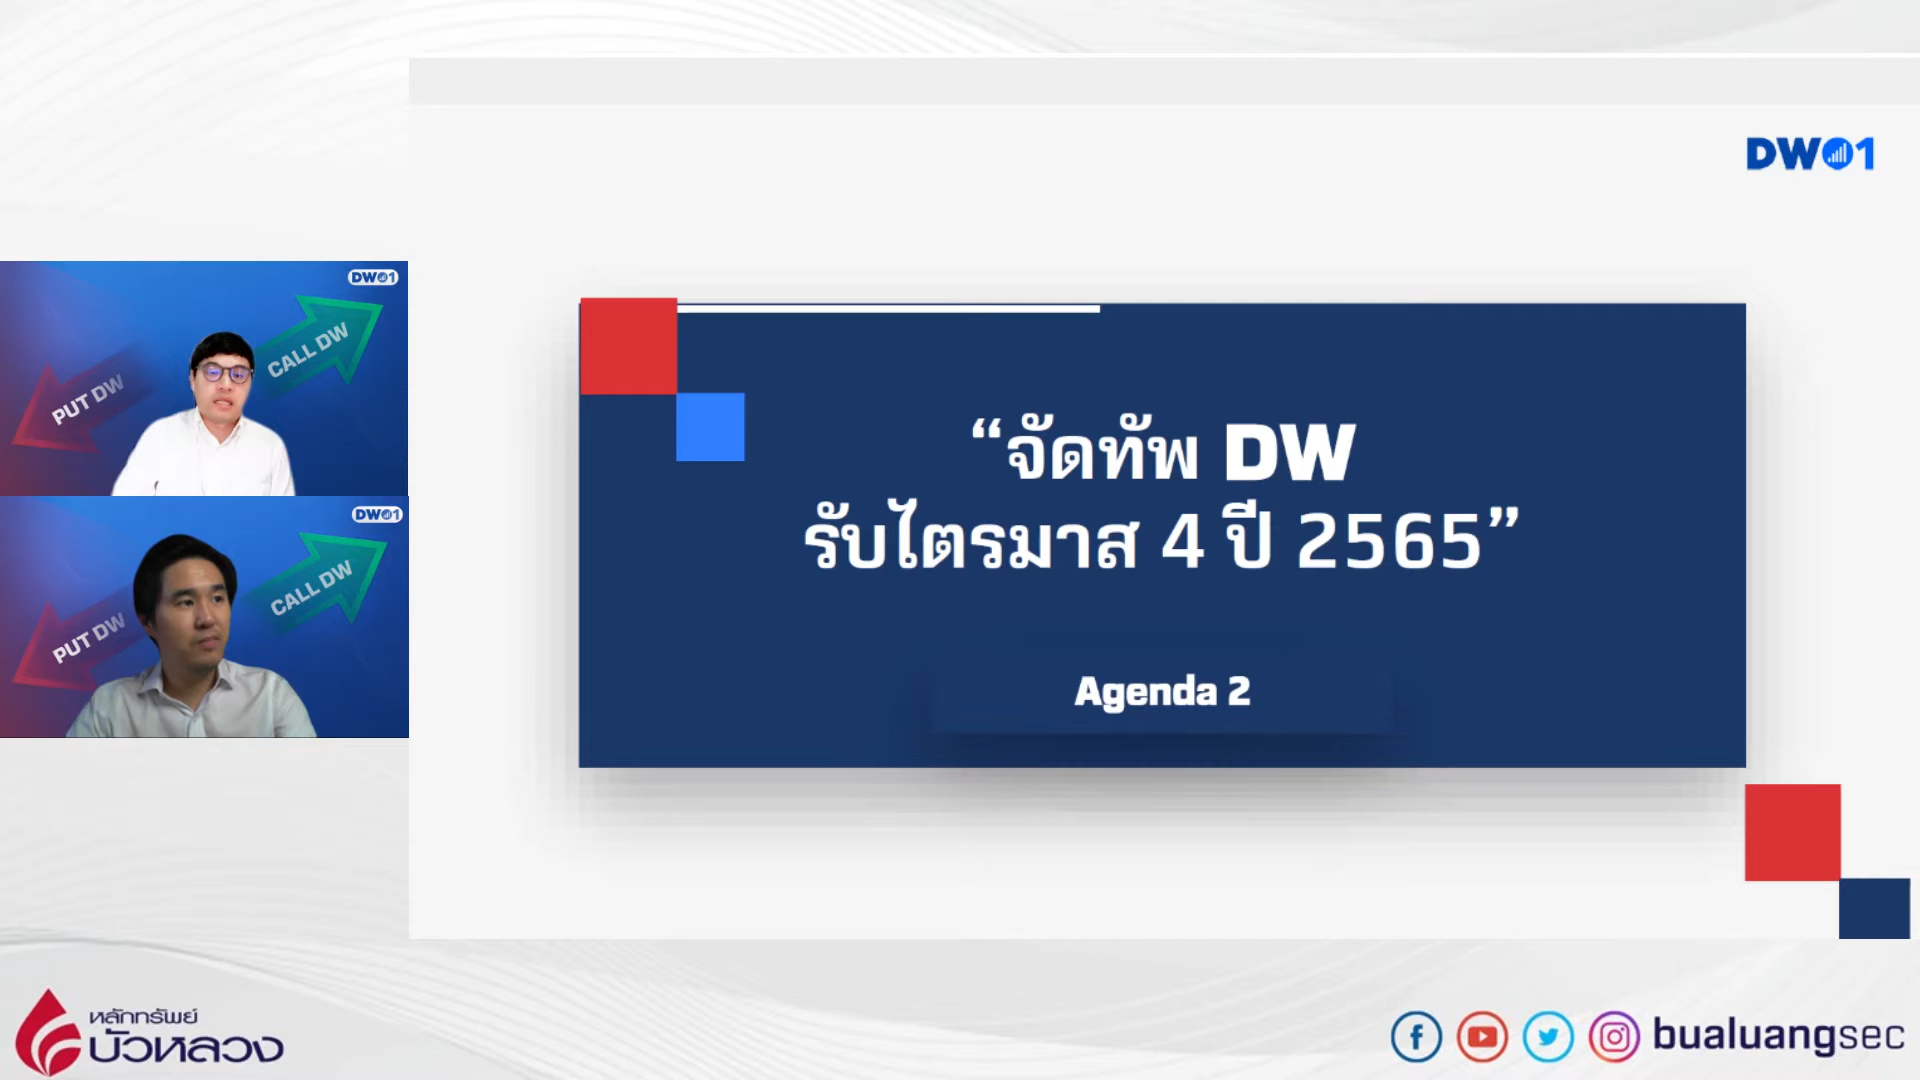 DW01
DW01
CALL DW
PUT DW
DW01
CALL DW
PUT DW
“จัดทัพ DW
รับไตรมาส 4 ปี 2565”
Agenda 2
หลักทรัพย์
บัวหลวง
bualuangsec